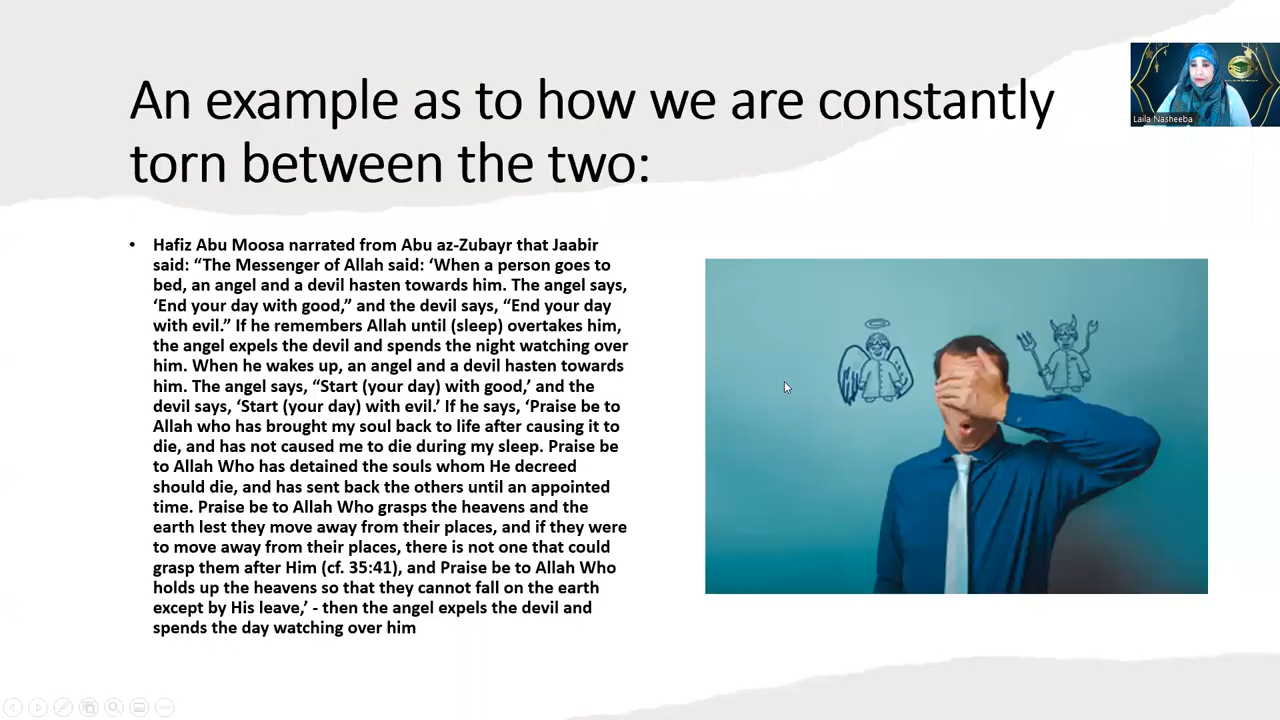 An example as to how we are constantly
torn between the two:
Laila Nasheeba
• Hafiz Abu Moosa narrated from Abu az-Zubayr that Jaabir
said: “The Messenger of Allah said: ‘When a person goes to
bed, an angel and a devil hasten towards him. The angel says,
‘End your day with good,” and the devil says, “End your day
with evil.” If he remembers Allah until (sleep) overtakes him,
the angel expels the devil and spends the night watching over
him. When he wakes up, an angel and a devil hasten towards
him. The angel says, “Start (your day) with good,’ and the
devil says, ‘Start (your day) with evil.’ If he says, ‘Praise be to
Allah who has brought my soul back to life after causing it to
die, and has not caused me to die during my sleep. Praise be
to Allah Who has detained the souls whom He decreed
should die, and has sent back the others until an appointed
time. Praise be to Allah Who grasps the heavens and the
earth lest they move away from their places, and if they were
to move away from their places, there is not one that could
grasp them after Him (cf. 35:41), and Praise be to Allah Who
holds up the heavens so that they cannot fall on the earth
except by His leave,’ - then the angel expels the devil and
spends the day watching over him